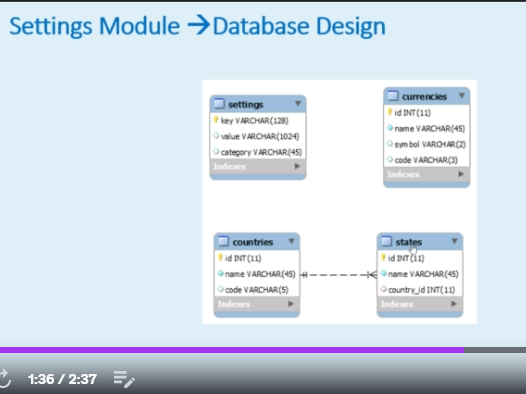 Settings Module →Database Design
settings
key VARCHAR(128)
value VARCHAR(1024)
category VARCHAR(45)
Indexes
currencies
id INT(11)
name VARCHAR(45)
symbol VARCHAR(2)
code VARCHAR(3)
Indexes
countries
id INT(11)
name VARCHAR(45)
code VARCHAR(5)
Indexes
states
id INT(11)
name VARCHAR(45)
country_id INT(11)
Indexes
1:36 / 2:37